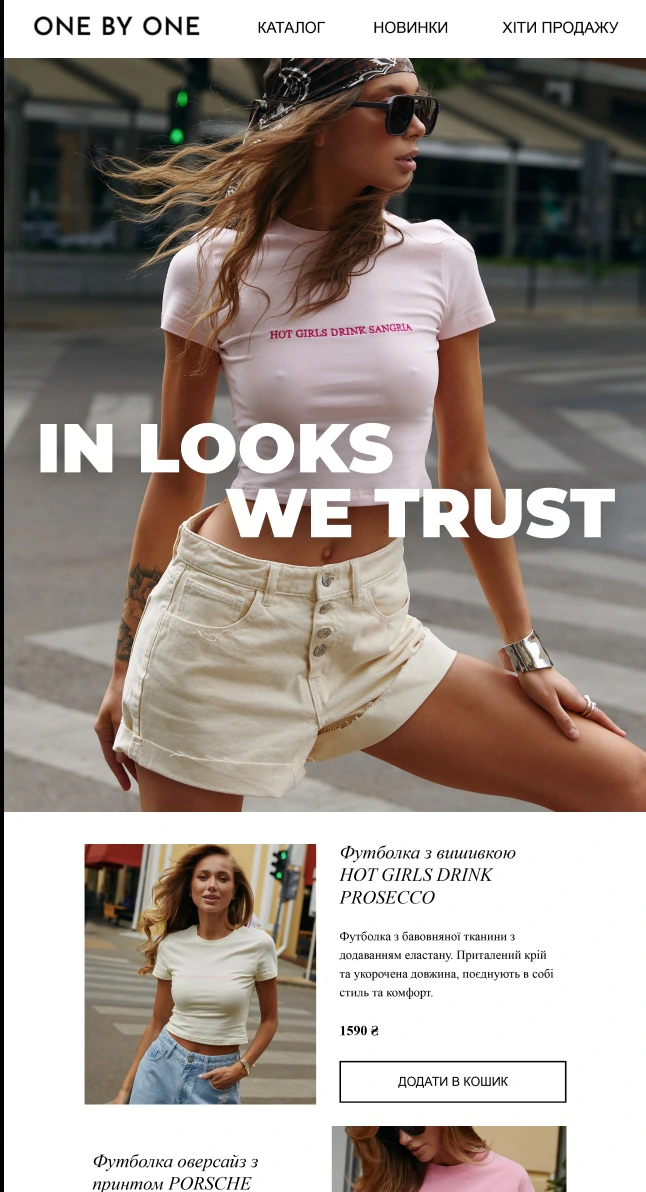 ONE BY ONE
КАТАЛОГ
НОВИНКИ
ХІТИ ПРОДАЖУ
HOT GIRLS DRINK SANGRIA
IN LOOKS
WE TRUST
Футболка з вишивкою
HOT GIRLS DRINK
PROSECCO
Футболка з бавовняної тканини з
додаванням еластану. Приталений крій
та укорочена довжина, поєднують в собі
стиль та комфорт.
1590 ₴
ДОДАТИ В КОШИК
Футболка оверсайз з
принтом PORSCHE